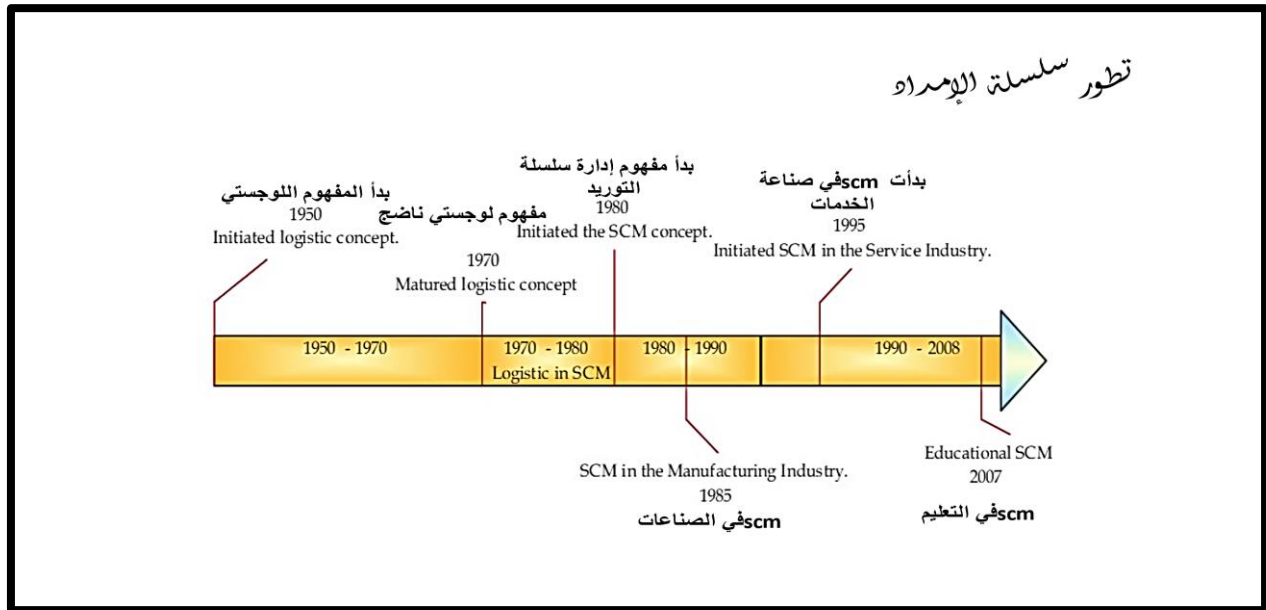 تطور سلسلة الإمداد
بدأ المفهوم اللوجستي
1950
Initiated logistic concept.
مفهوم لوجستي ناضج
1970
Matured logistic concept
بدأ مفهوم إدارة سلسلة
التوريد
1980
Initiated the SCM concept.
بدأت scmفي صناعة
الخدمات
1995
Initiated SCM in the Service Industry.
1950 - 1970
1970 - 1980
Logistic in SCM
1980 - 1990
1990 - 2008
SCM in the Manufacturing Industry.
1985
scmفي الصناعات
Educational SCM
2007
scmفي التعليم